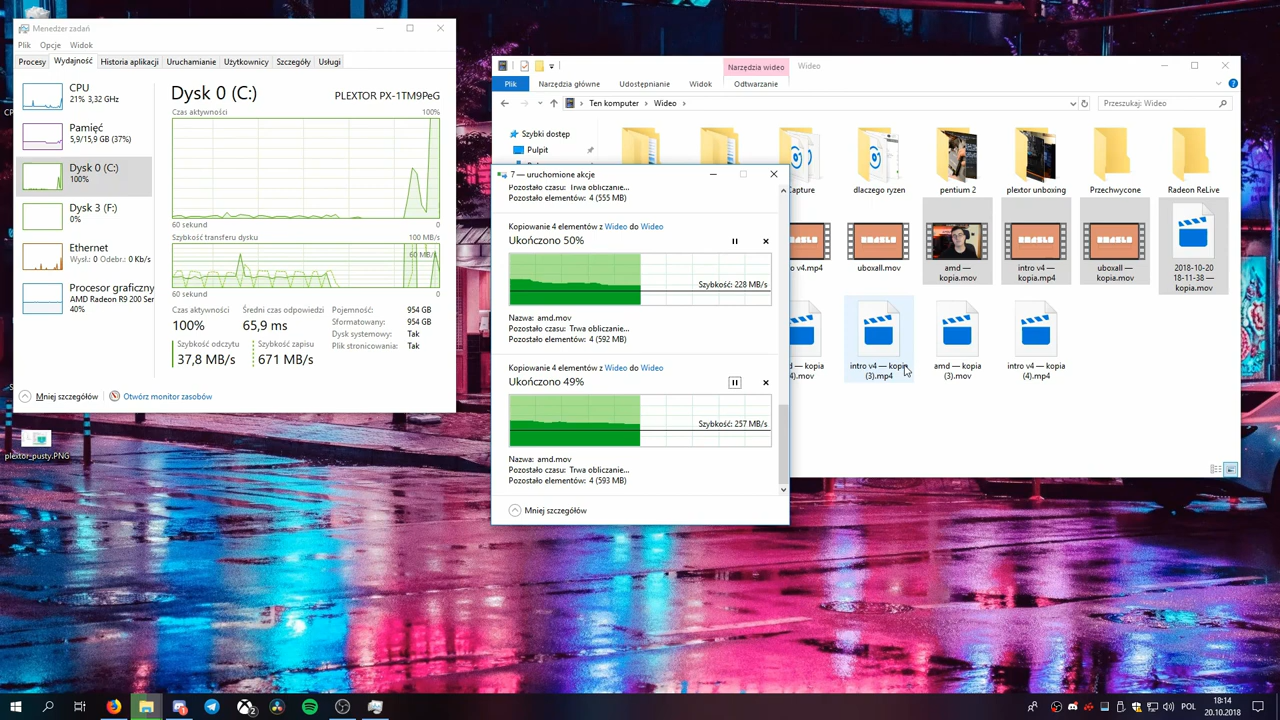 Menedżer zadań
Plik Opcje Widok
Procesy Wydajność Historia aplikacji Uruchamianie Użytkownicy Szczegóły Usługi
CPU
21% 3,32 GHz
Pamięć
5,9/15,9 GB (37%)
Dysk 0 (C:)
100%
Dysk 3 (F:)
0%
Ethernet
Wysł.: 0 Odebr.: 0 Kb/s
Procesor graficzny
AMD Radeon R9 200 Ser
40%
Dysk 0 (C:)
PLEXTOR PX-1TM9PeG
Czas aktywności
100%
60 sekund
0
Szybkość transferu dysku
100 MB/s
60 MB/s
60 sekund
0
Czas aktywności
100%
Średni czas odpowiedzi
65,9 ms
Szybkość odczytu
37,8 MB/s
Szybkość zapisu
671 MB/s
Pojemność: 954 GB
Sformatowany: 954 GB
Dysk systemowy: Tak
Plik stronicowania: Tak
Mniej szczegółów
Otwórz monitor zasobów
plextor_pusty.PNG
Narzędzia wideo
Wideo
Plik Narzędzia główne Udostępnianie Widok Odtwarzanie
Ten komputer
Wideo
Przeszukaj: Wideo
Szybki dostęp
Pulpit
Capture
dlaczego ryzen
pentium 2
plextor unboxing
Przechwycone
Radeon ReLive
o v4.mp4
uboxall.mov
amd —
kopia.mov
intro v4 —
kopia.mp4
uboxall —
kopia.mov
2018-10-20
18-11-38 —
kopia.mov
intro v4 — kopia
(3).mp4
amd — kopia
(3).mov
intro v4 — kopia
(4).mp4
7 — uruchomione akcje
Pozostało czasu: Trwa obliczanie...
Pozostało elementów: 4 (555 MB)
Kopiowanie 4 elementów z Wideo do Wideo
Ukończono 50%
Szybkość: 228 MB/s
Nazwa: amd.mov
Pozostało czasu: Trwa obliczanie...
Pozostało elementów: 4 (592 MB)
Kopiowanie 4 elementów z Wideo do Wideo
Ukończono 49%
Szybkość: 257 MB/s
Nazwa: amd.mov
Pozostało czasu: Trwa obliczanie...
Pozostało elementów: 4 (593 MB)
Mniej szczegółów
POL
18:14
20.10.2018